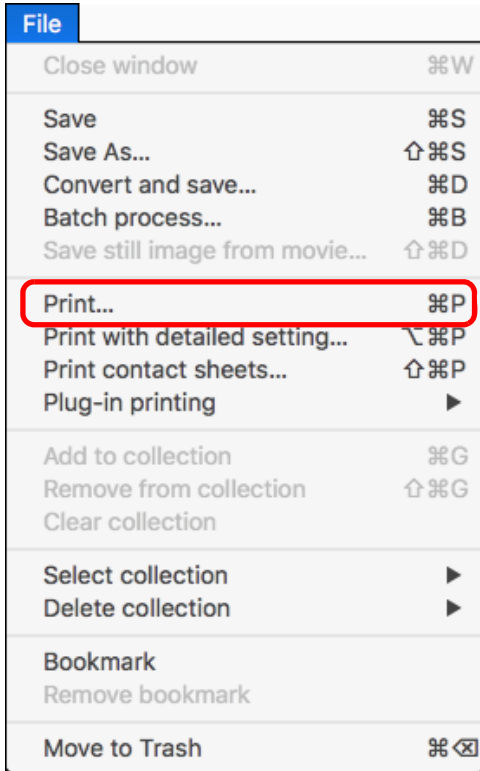 File
Close window ⌘W
Save ⌘S
Save As... ⇧⌘S
Convert and save... ⌘D
Batch process... ⌘B
Save still image from movie... ⇧⌘D
Print... ⌘P
Print with detailed setting... ⌥⌘P
Print contact sheets... ⇧⌘P
Plug-in printing ▶
Add to collection ⌘G
Remove from collection ⇧⌘G
Clear collection
Select collection ▶
Delete collection ▶
Bookmark
Remove bookmark
Move to Trash ⌘⌫